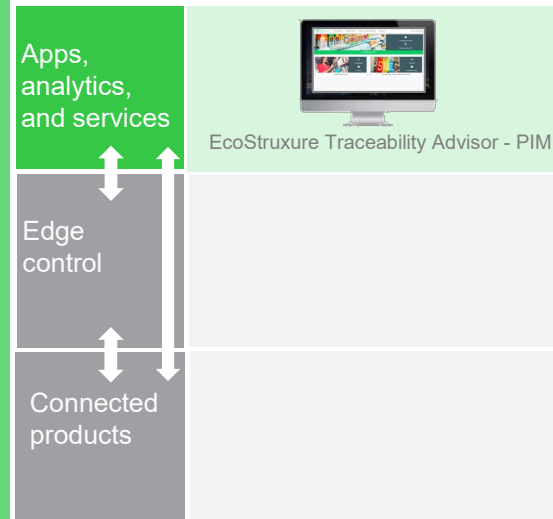 Apps,
analytics,
and services
EcoStruxure Traceability Advisor - PIM
Edge
control
Connected
products